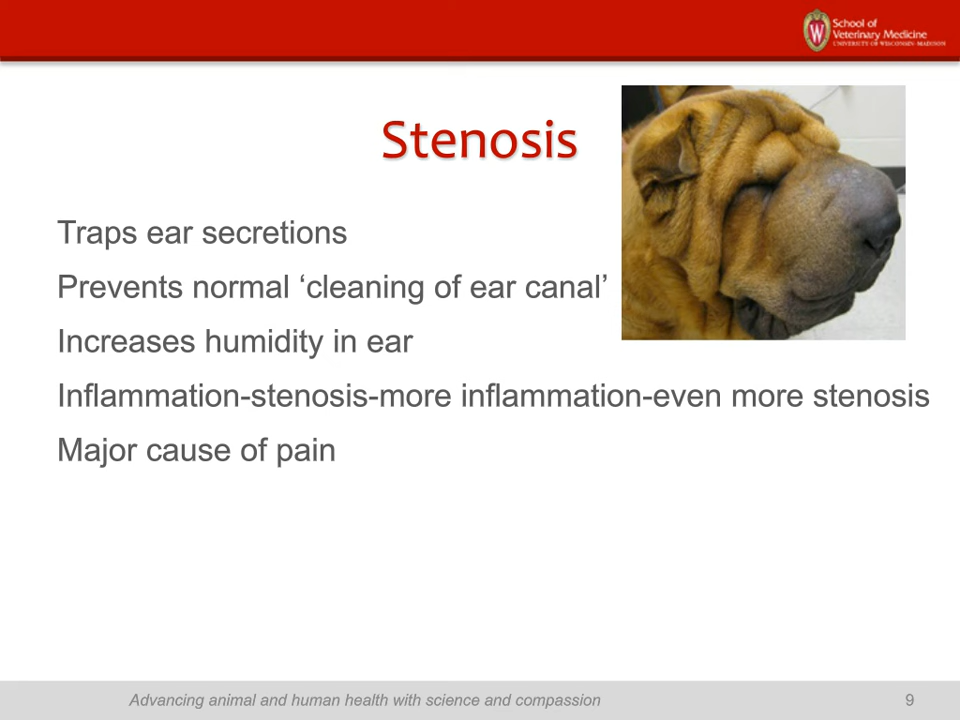 School of
Veterinary Medicine
UNIVERSITY OF WISCONSIN-MADISON
Stenosis
Traps ear secretions
Prevents normal ‘cleaning of ear canal’
Increases humidity in ear
Inflammation-stenosis-more inflammation-even more stenosis
Major cause of pain
Advancing animal and human health with science and compassion
9